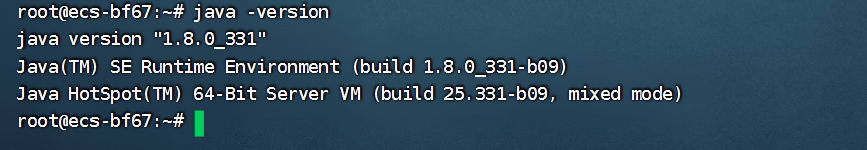 root@ecs-bf67:~# java -version
java version "1.8.0_331"
Java(TM) SE Runtime Environment (build 1.8.0_331-b09)
Java HotSpot(TM) 64-Bit Server VM (build 25.331-b09, mixed mode)
root@ecs-bf67:~#